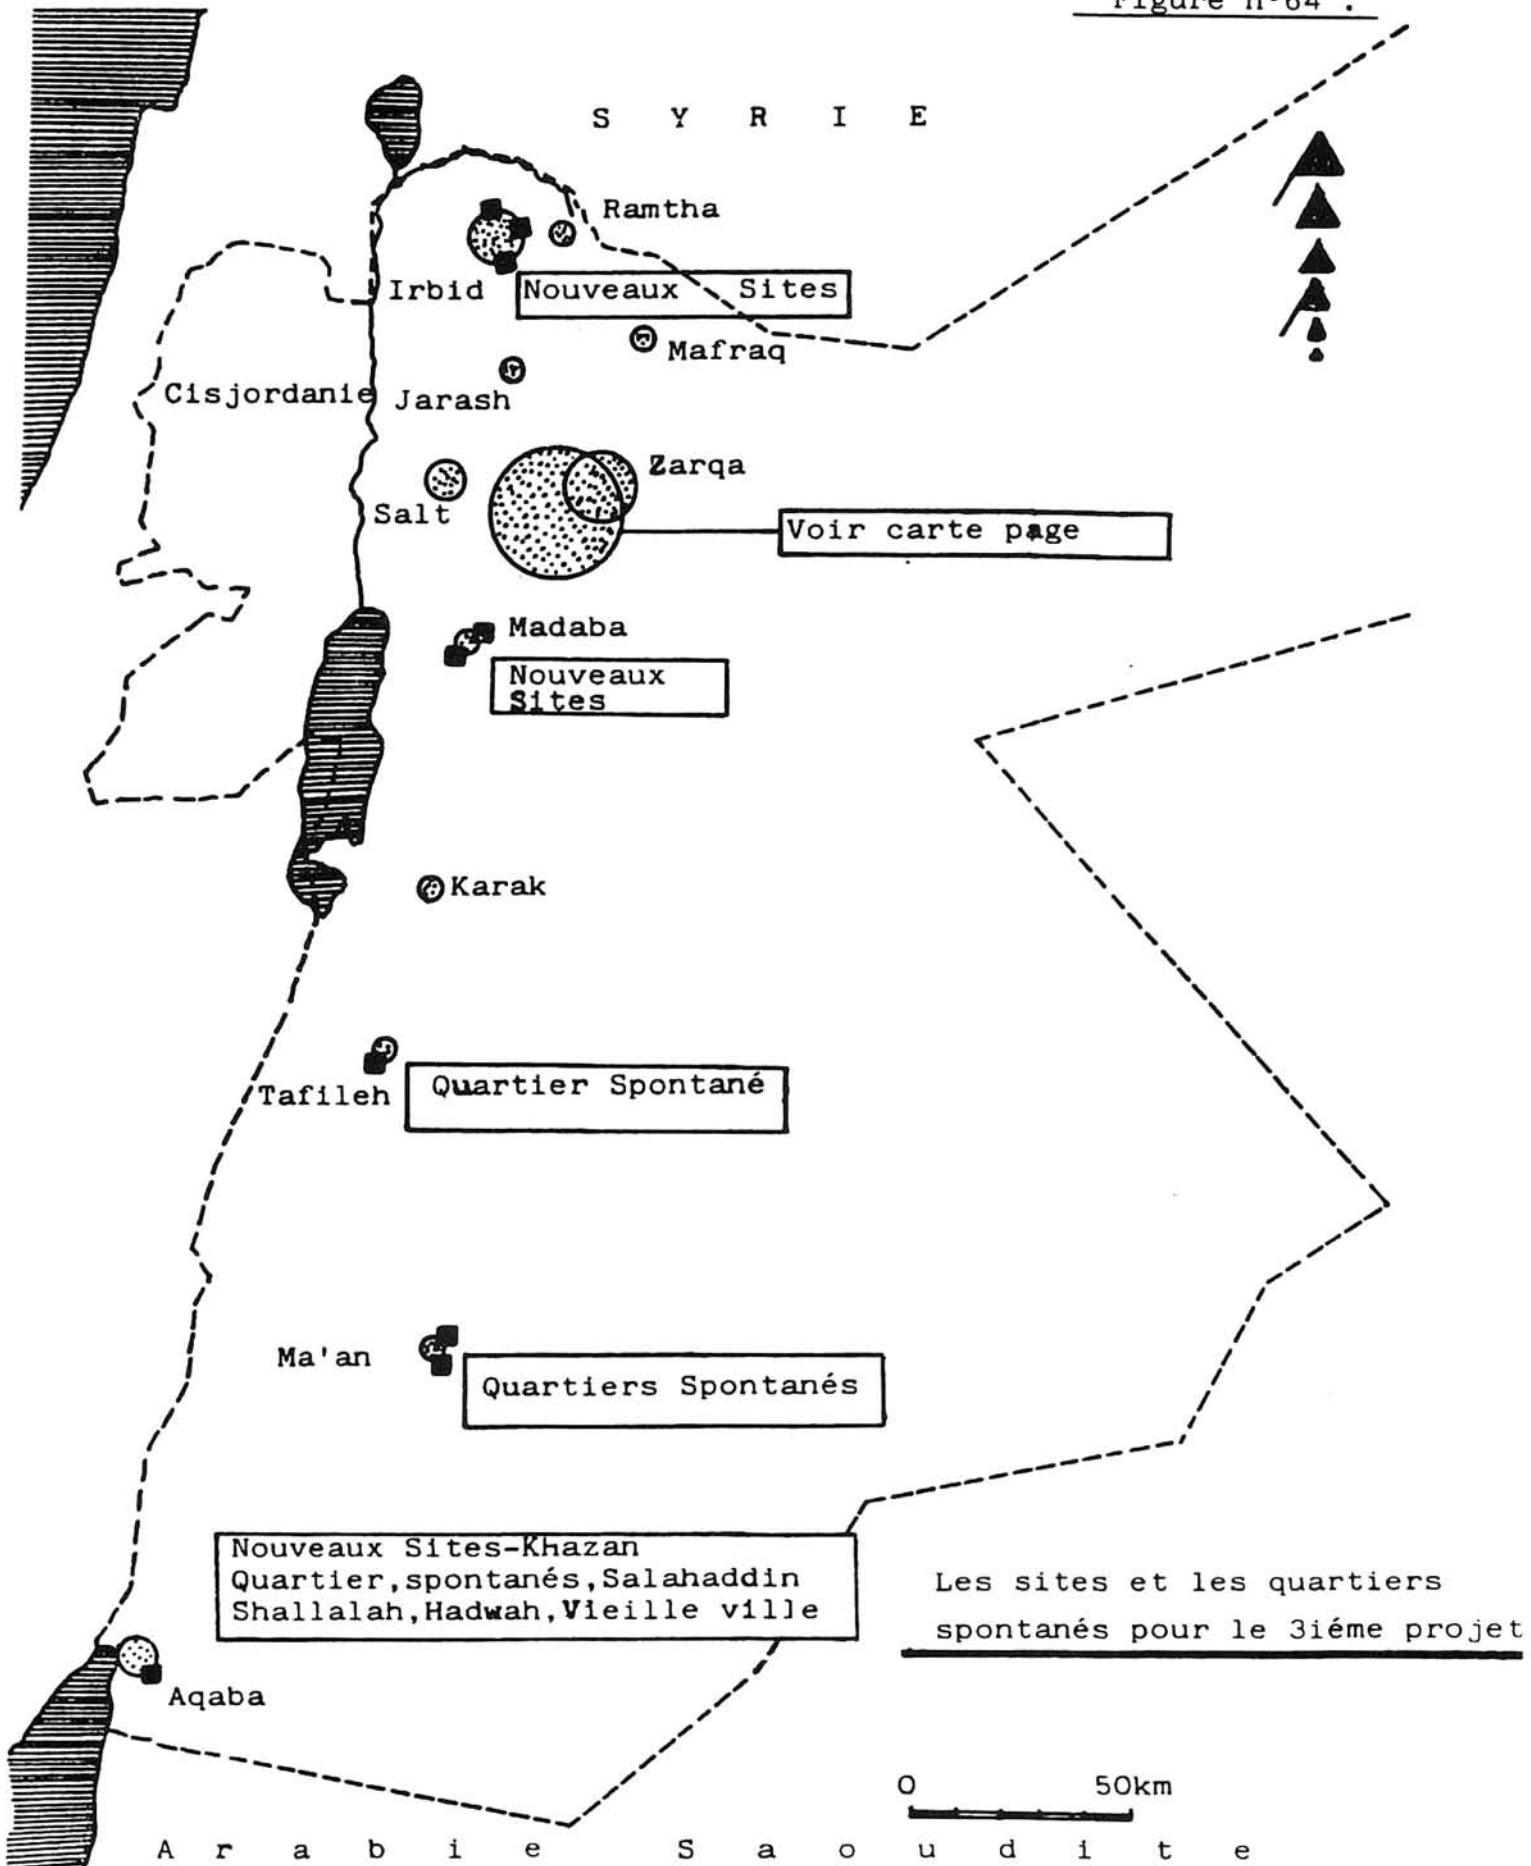 Figure n°64 :
S Y R I E
Ramtha
Irbid
Nouveaux Sites
Mafraq
Cisjordanie
Jarash
Zarqa
Salt
Voir carte page
Madaba
Nouveaux
Sites
Karak
Tafileh
Quartier Spontané
Ma'an
Quartiers Spontanés
Nouveaux Sites-Khazan
Quartier,spontanés,Salahaddin
Shallalah,Hadwah,Vieille ville
Les sites et les quartiers
spontanés pour le 3iéme projet
Aqaba
0 50km
A r a b i e S a o u d i t e